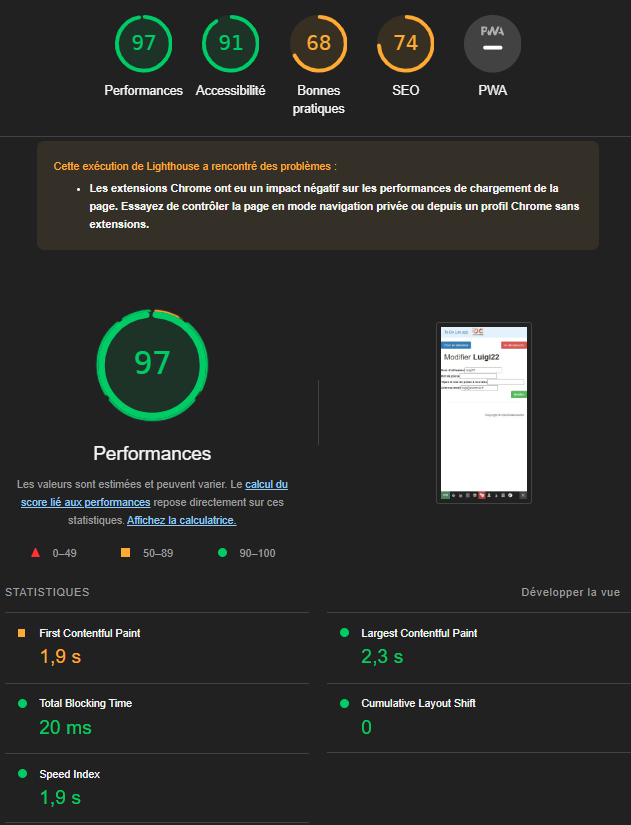 97
91
68
74
PWA
Performances
Accessibilité
Bonnes
pratiques
SEO
PWA
Cette exécution de Lighthouse a rencontré des problèmes :
• Les extensions Chrome ont eu un impact négatif sur les performances de chargement de la
page. Essayez de contrôler la page en mode navigation privée ou depuis un profil Chrome sans
extensions.
97
Modifier Luigi22
Performances
Les valeurs sont estimées et peuvent varier. Le calcul du
score lié aux performances repose directement sur ces
statistiques. Affichez la calculatrice.
0–49
50–89
90–100
STATISTIQUES
Développer la vue
First Contentful Paint
1,9 s
Largest Contentful Paint
2,3 s
Total Blocking Time
20 ms
Cumulative Layout Shift
0
Speed Index
1,9 s